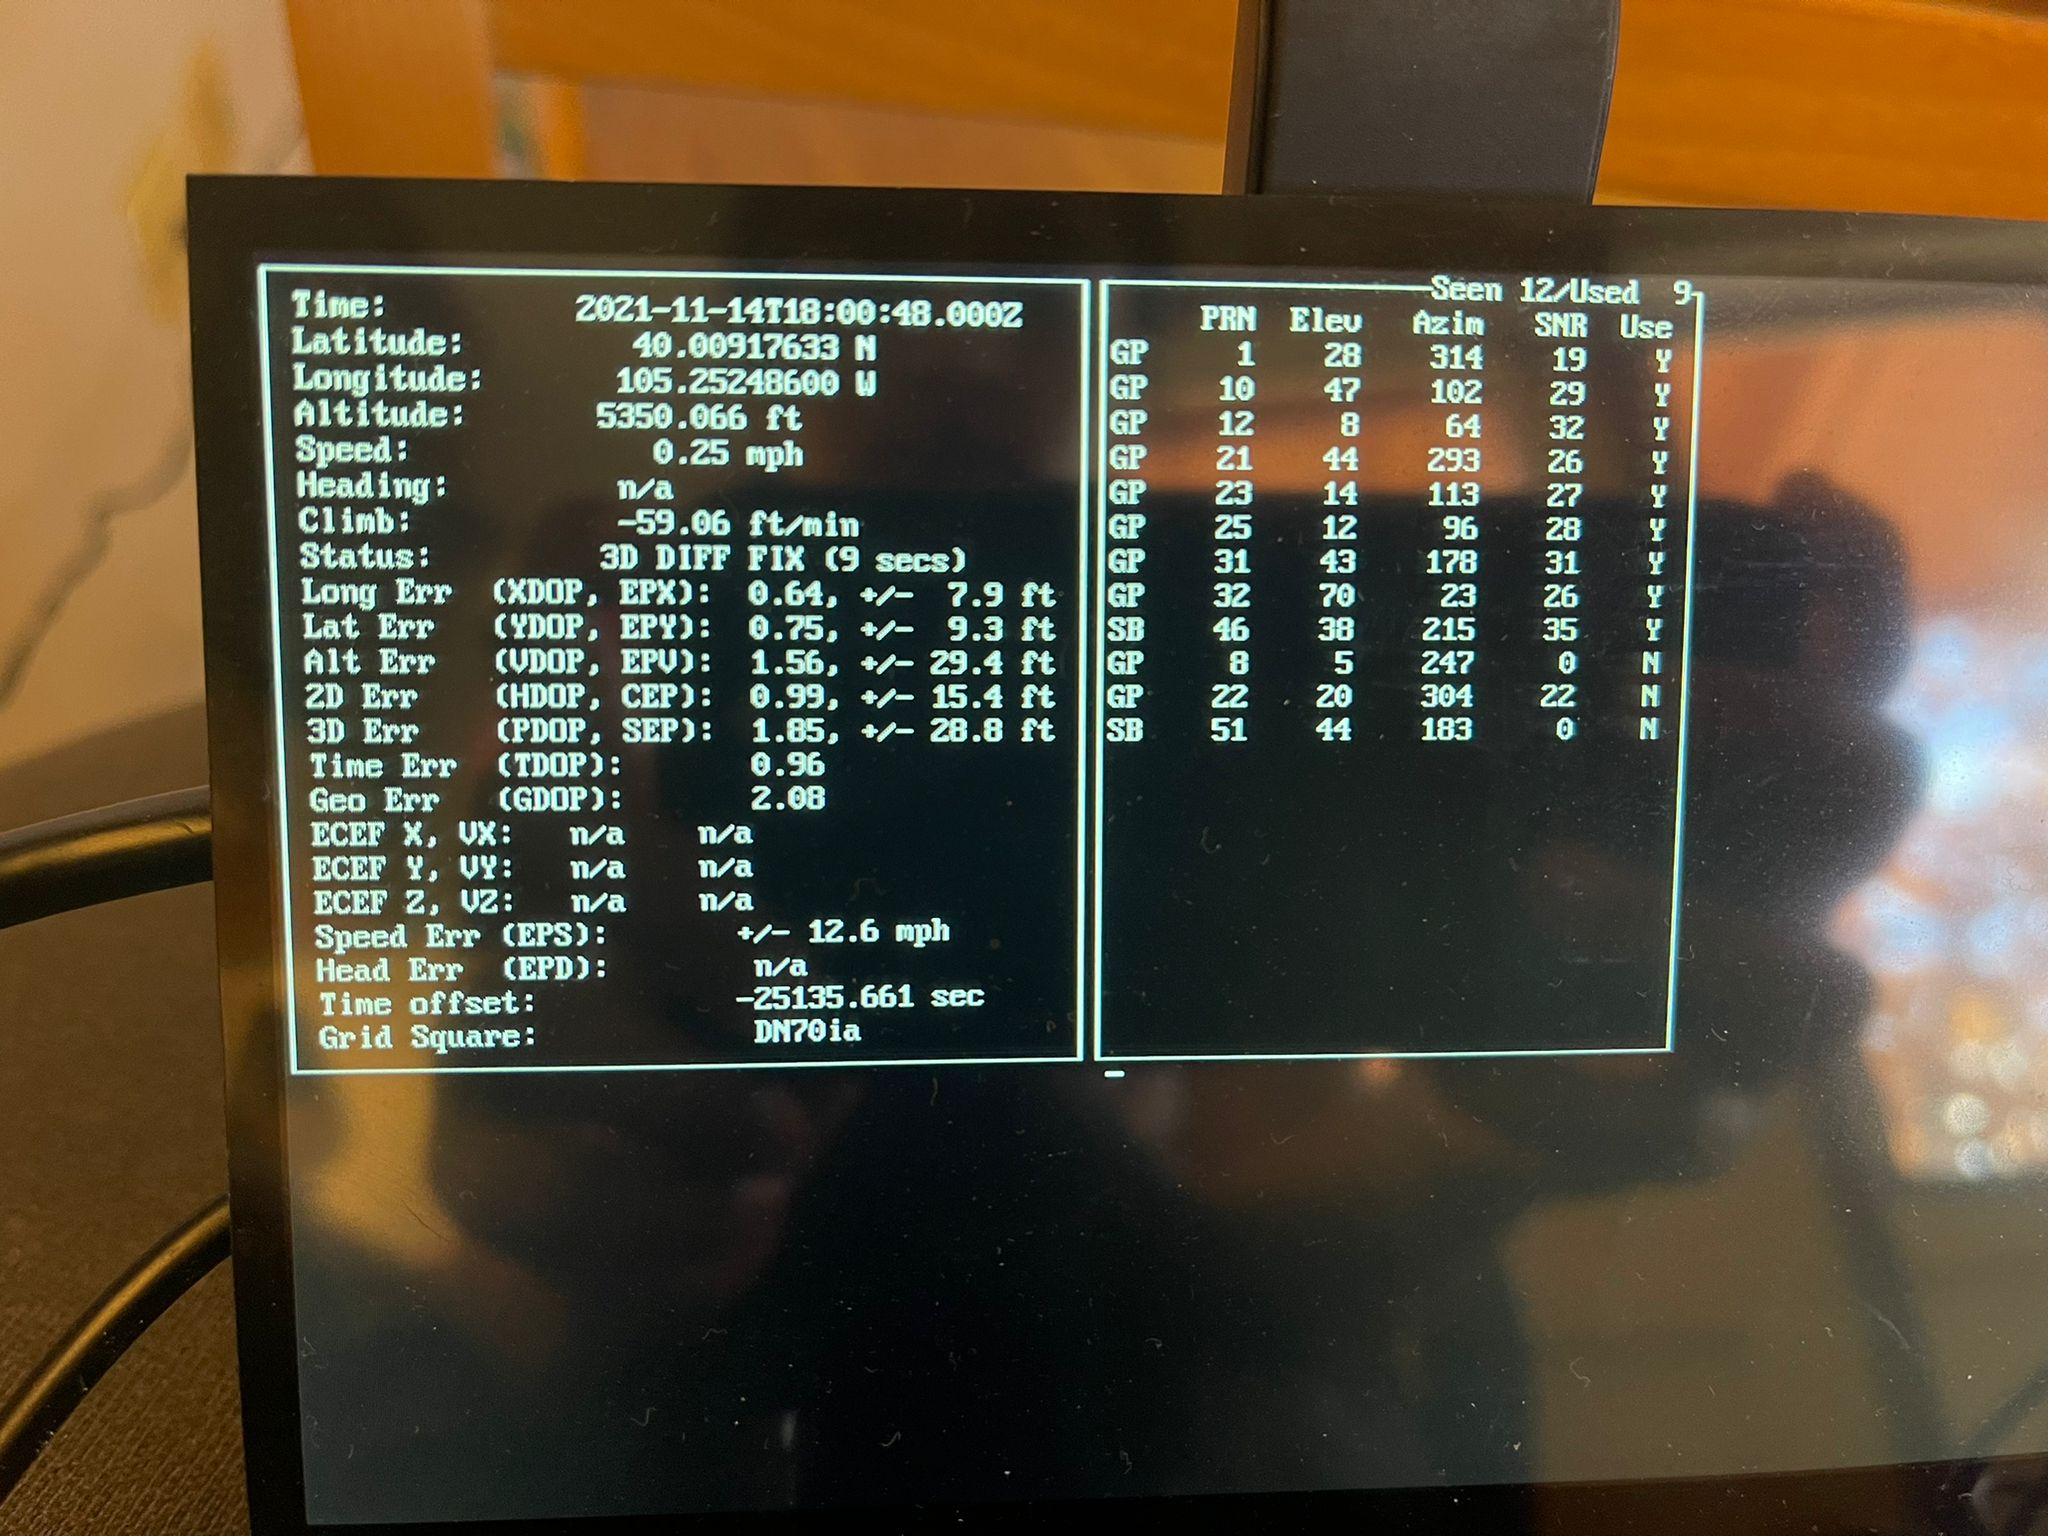 Time: 2021-11-14T18:00:48.000Z
Latitude: 40.00917633 N
Longitude: 105.25248600 W
Altitude: 5350.066 ft
Speed: 0.25 mph
Heading: n/a
Climb: -59.06 ft/min
Status: 3D DIFF FIX (9 secs)
Long Err (XDOP, EPX): 0.64, +/- 7.9 ft
Lat Err (YDOP, EPY): 0.75, +/- 9.3 ft
Alt Err (VDOP, EPV): 1.56, +/- 29.4 ft
2D Err (HDOP, CEP): 0.99, +/- 15.4 ft
3D Err (PDOP, SEP): 1.85, +/- 28.8 ft
Time Err (TDOP): 0.96
Geo Err (GDOP): 2.08
ECEF X, VX: n/a n/a
ECEF Y, VY: n/a n/a
ECEF Z, VZ: n/a n/a
Speed Err (EPS): +/- 12.6 mph
Head Err (EPD): n/a
Time offset: -25135.661 sec
Grid Square: DN70ia
Seen 12/Used 9
PRN Elev Azim SNR Use
GP 1 28 314 19 Y
GP 10 47 102 29 Y
GP 12 8 64 32 Y
GP 21 44 293 26 Y
GP 23 14 113 27 Y
GP 25 12 96 28 Y
GP 31 43 178 31 Y
GP 32 70 23 26 Y
SB 46 38 215 35 Y
GP 8 5 247 0 N
GP 22 20 304 22 N
SB 51 44 183 0 N